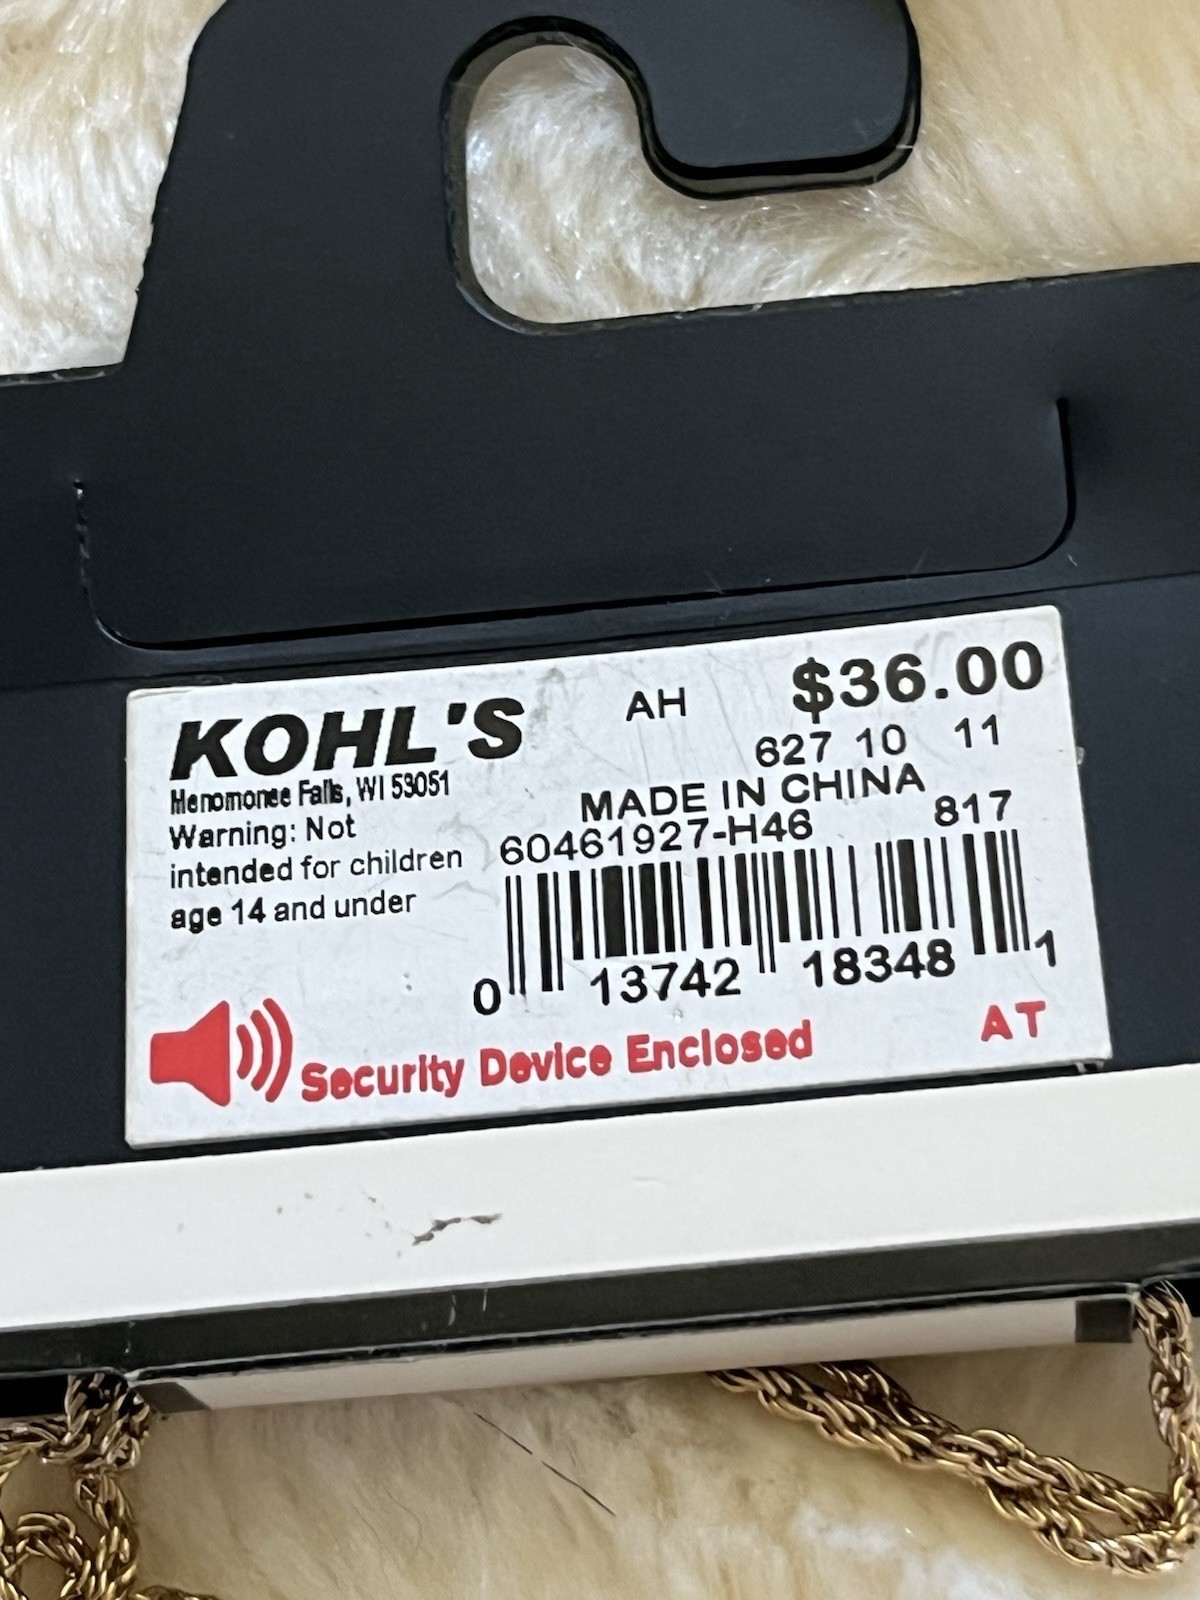 KOHL'S AH $36.00
Menomonee Falls, WI 53051 627 10 11
Warning: Not MADE IN CHINA
intended for children 60461927-H46 817
age 14 and under
0 13742 18348 1
Security Device Enclosed AT